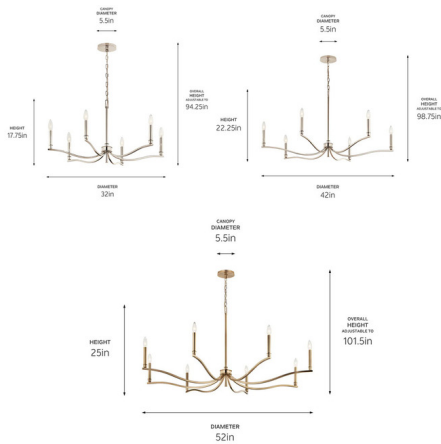 CANOPY
DIAMETER
5.5in
OVERALL
HEIGHT
ADJUSTABLE TO
94.25in
HEIGHT
17.75in
DIAMETER
32in
CANOPY
DIAMETER
5.5in
OVERALL
HEIGHT
ADJUSTABLE TO
98.75in
HEIGHT
22.25in
DIAMETER
42in
CANOPY
DIAMETER
5.5in
OVERALL
HEIGHT
ADJUSTABLE TO
101.5in
HEIGHT
25in
DIAMETER
52in